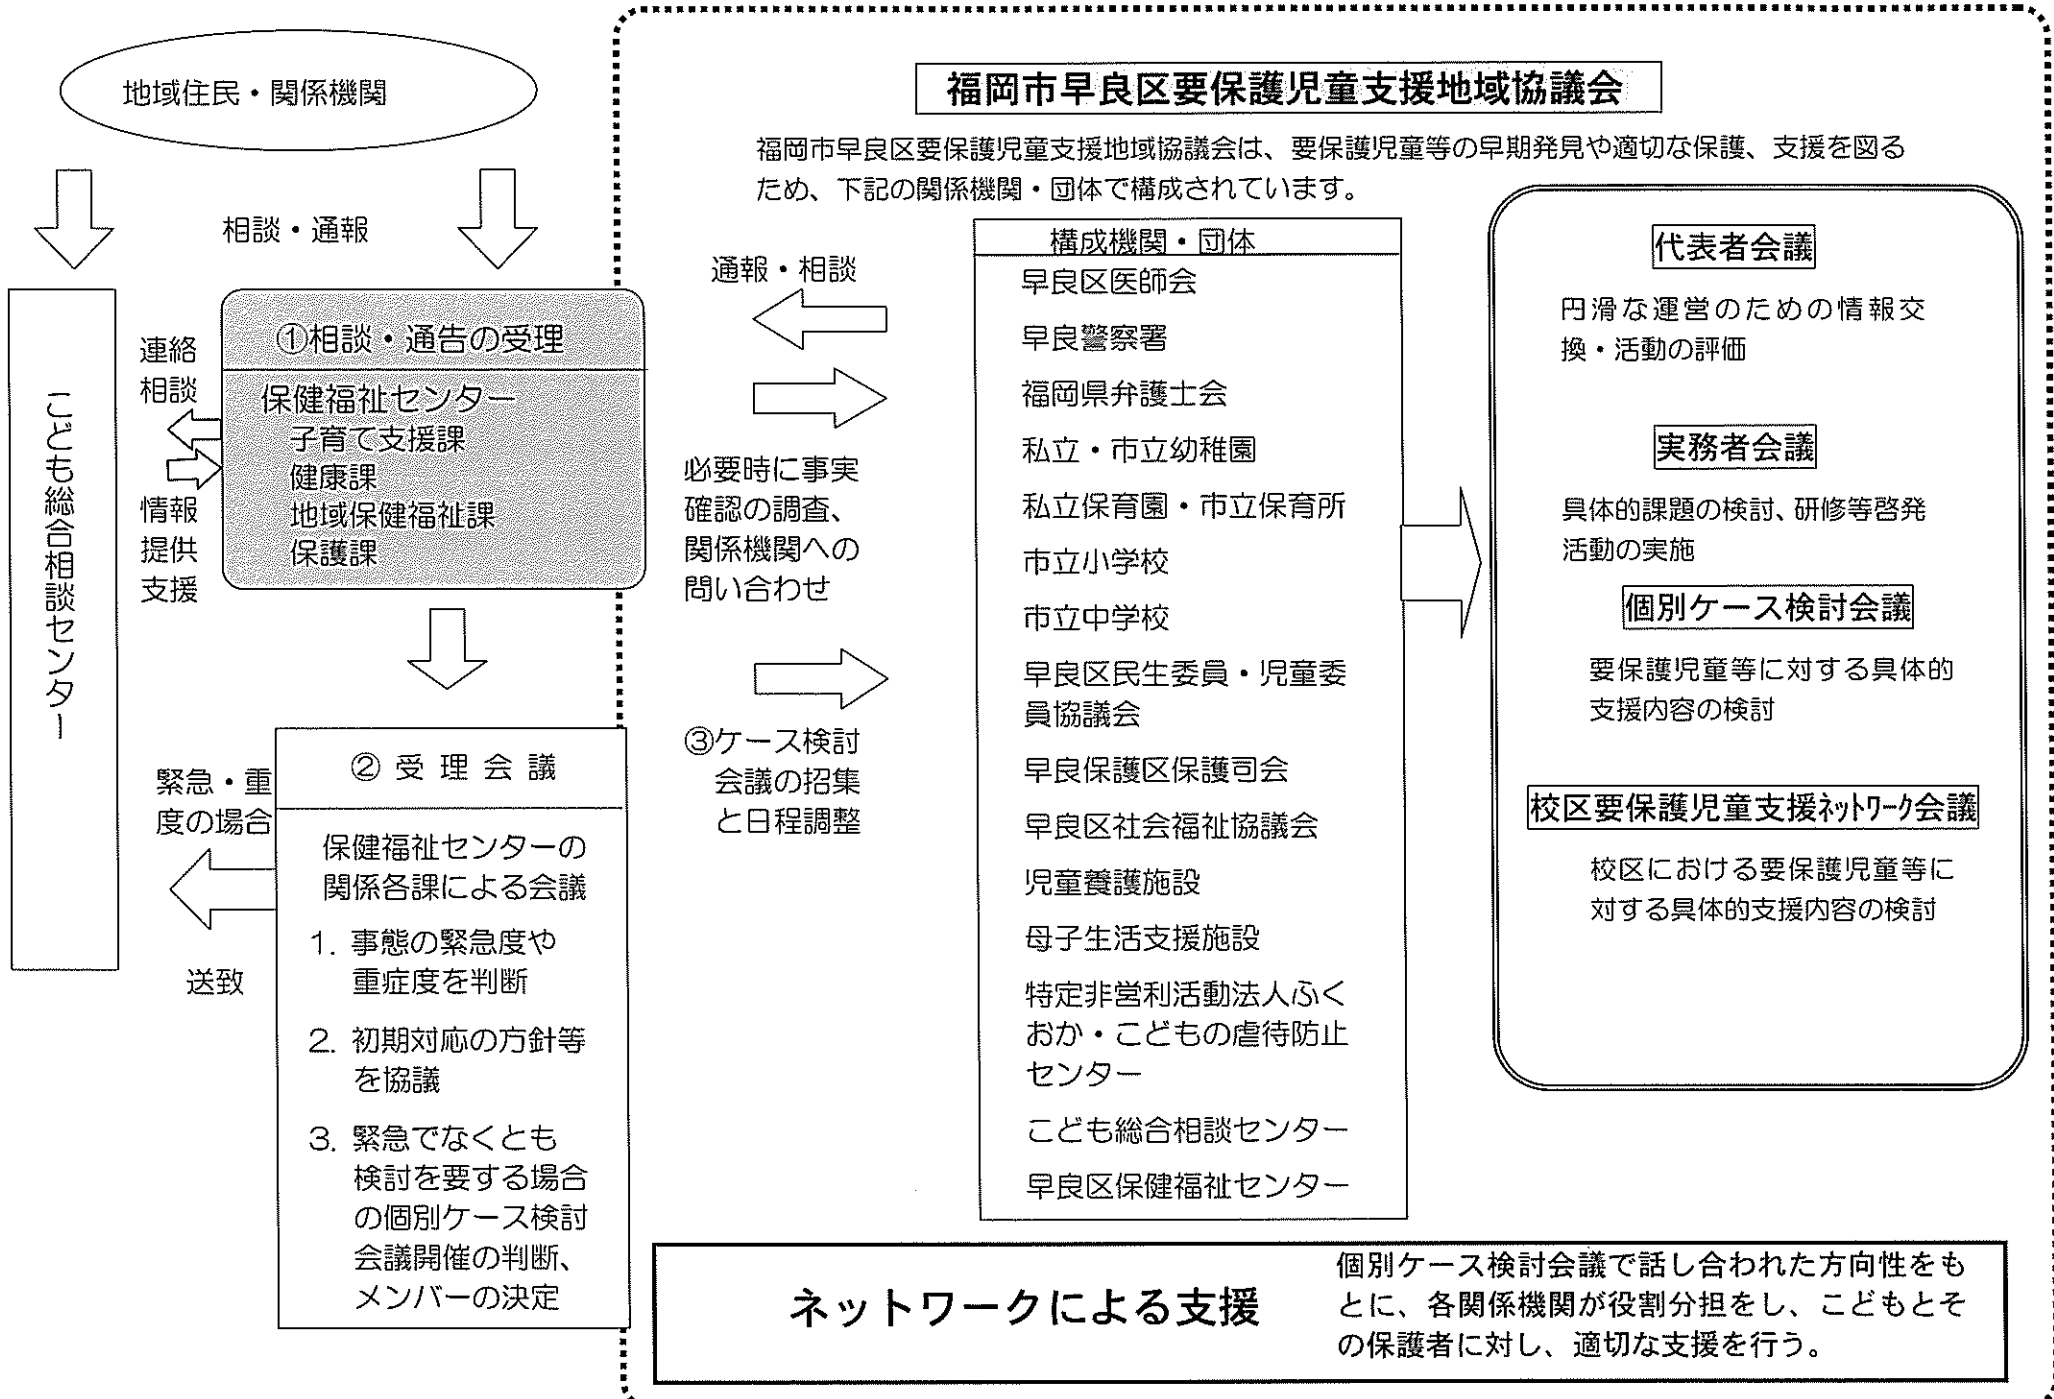 地域住民・関係機関
相談・通報
こども総合相談センター
連絡
相談
情報
提供
支援
①相談・通告の受理
保健福祉センター
子育て支援課
健康課
地域保健福祉課
保護課
緊急・重
度の場合
送致
② 受 理 会 議
保健福祉センターの
関係各課による会議
1. 事態の緊急度や
重症度を判断
2. 初期対応の方針等
を協議
3. 緊急でなくとも
検討を要する場合
の個別ケース検討
会議開催の判断、
メンバーの決定
福岡市早良区要保護児童支援地域協議会
福岡市早良区要保護児童支援地域協議会は、要保護児童等の早期発見や適切な保護、支援を図る
ため、下記の関係機関・団体で構成されています。
通報・相談
必要時に事実
確認の調査、
関係機関への
問い合わせ
③ケース検討
会議の招集
と日程調整
構成機関・団体
早良区医師会
早良警察署
福岡県弁護士会
私立・市立幼稚園
私立保育園・市立保育所
市立小学校
市立中学校
早良区民生委員・児童委
員協議会
早良保護区保護司会
早良区社会福祉協議会
児童養護施設
母子生活支援施設
特定非営利活動法人ふく
おか・こどもの虐待防止
センター
こども総合相談センター
早良区保健福祉センター
代表者会議
円滑な運営のための情報交
換・活動の評価
実務者会議
具体的課題の検討、研修等啓発
活動の実施
個別ケース検討会議
要保護児童等に対する具体的
支援内容の検討
校区要保護児童支援ネットワーク会議
校区における要保護児童等に
対する具体的支援内容の検討
ネットワークによる支援
個別ケース検討会議で話し合われた方向性をも
とに、各関係機関が役割分担をし、こどもとそ
の保護者に対し、適切な支援を行う。